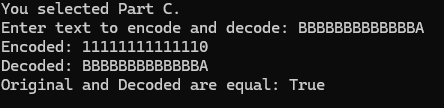 You selected Part C.
Enter text to encode and decode: BBBBBBBBBBBBBA
Encoded: 11111111111110
Decoded: BBBBBBBBBBBBBA
Original and Decoded are equal: True